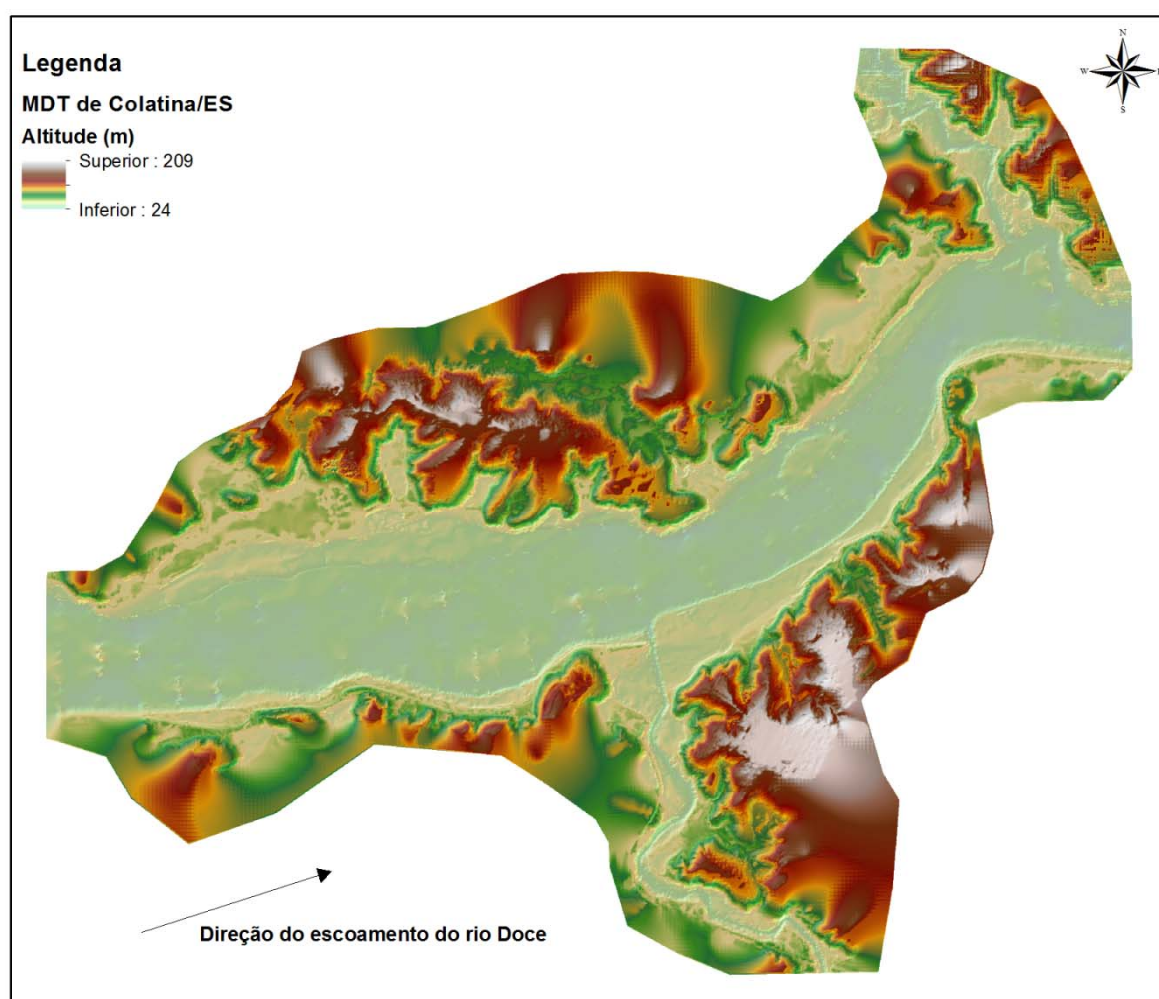 Legenda
MDT de Colatina/ES
Altitude (m)
Superior : 209
Inferior : 24
N
W
E
S
Direção do escoamento do rio Doce